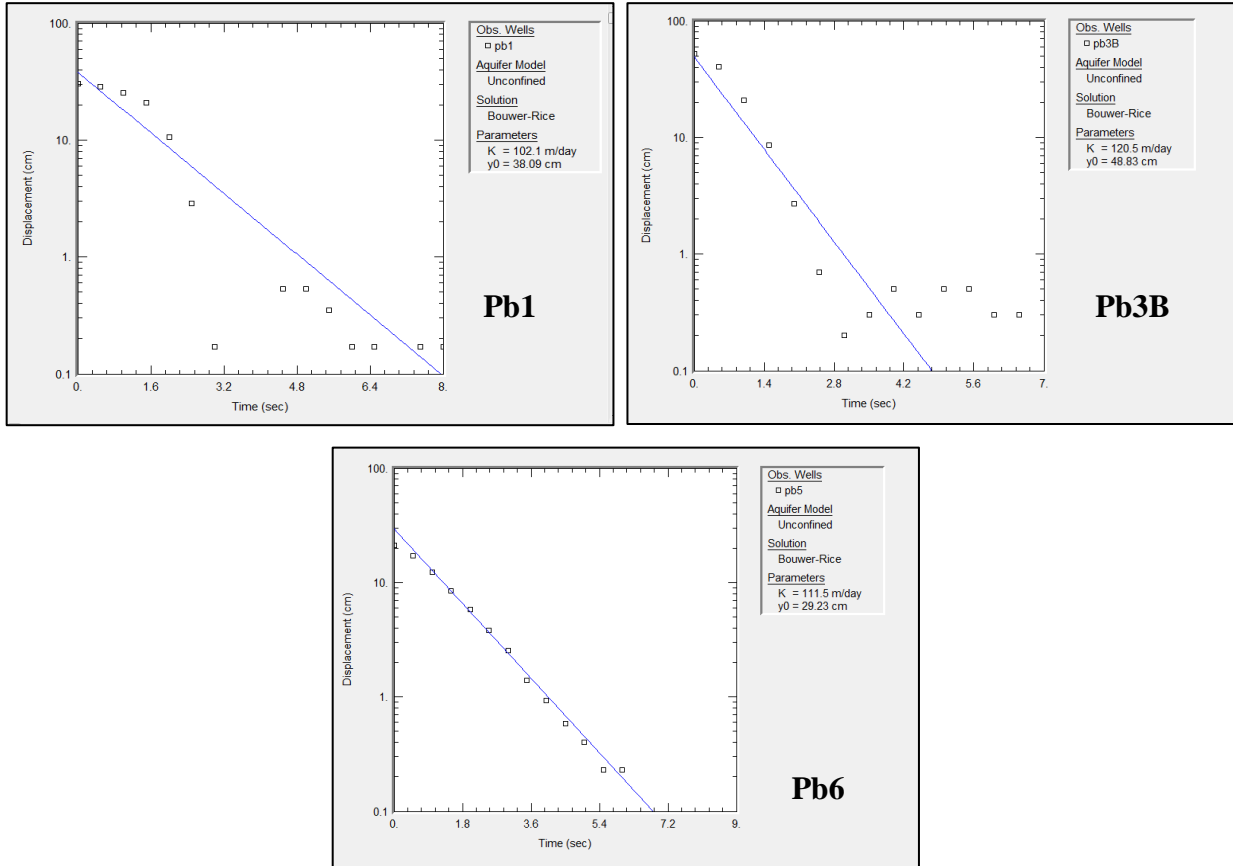 100.
10.
1.
0.1
0.
1.6
3.2
4.8
6.4
8.
Displacement (cm)
Time (sec)
Obs. Wells
pb1
Aquifer Model
Unconfined
Solution
Bouwer-Rice
Parameters
K = 102.1 m/day
y0 = 38.09 cm
Pb1
100.
10.
1.
0.1
0.
1.4
2.8
4.2
5.6
7.
Displacement (cm)
Time (sec)
Obs. Wells
pb3B
Aquifer Model
Unconfined
Solution
Bouwer-Rice
Parameters
K = 120.5 m/day
y0 = 48.83 cm
Pb3B
100.
10.
1.
0.1
0.
1.8
3.6
5.4
7.2
9.
Displacement (cm)
Time (sec)
Obs. Wells
pb5
Aquifer Model
Unconfined
Solution
Bouwer-Rice
Parameters
K = 111.5 m/day
y0 = 29.23 cm
Pb6